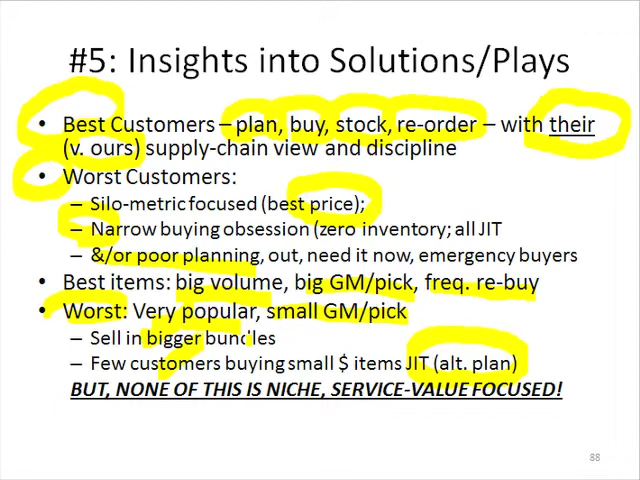 #5: Insights into Solutions/Plays
• Best Customers – plan, buy, stock, re-order – with their
(v. ours) supply-chain view and discipline
• Worst Customers:
– Silo-metric focused (best price);
– Narrow buying obsession (zero inventory; all JIT
– &/or poor planning, out, need it now, emergency buyers
• Best items: big volume, big GM/pick, freq. re-buy
• Worst: Very popular, small GM/pick
– Sell in bigger bundles
– Few customers buying small $ items JIT (alt. plan)
BUT, NONE OF THIS IS NICHE, SERVICE-VALUE FOCUSED!
88